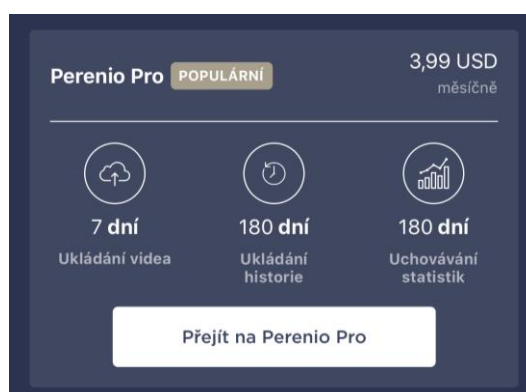 Perenio Pro POPULÁRNÍ
3,99 USD
měsíčně
7 dní
Ukládání videa
180 dní
Ukládání
historie
180 dní
Uchovávání
statistik
Přejít na Perenio Pro